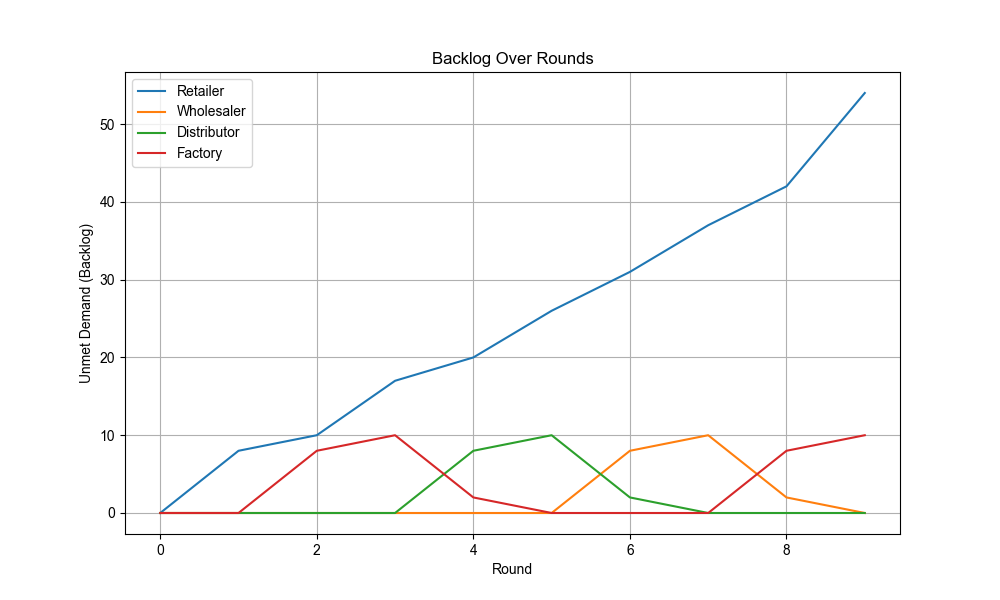 Backlog Over Rounds
Retailer
Wholesaler
Distributor
Factory
Unmet Demand (Backlog)
50
40
30
20
10
0
0 2 4 6 8
Round